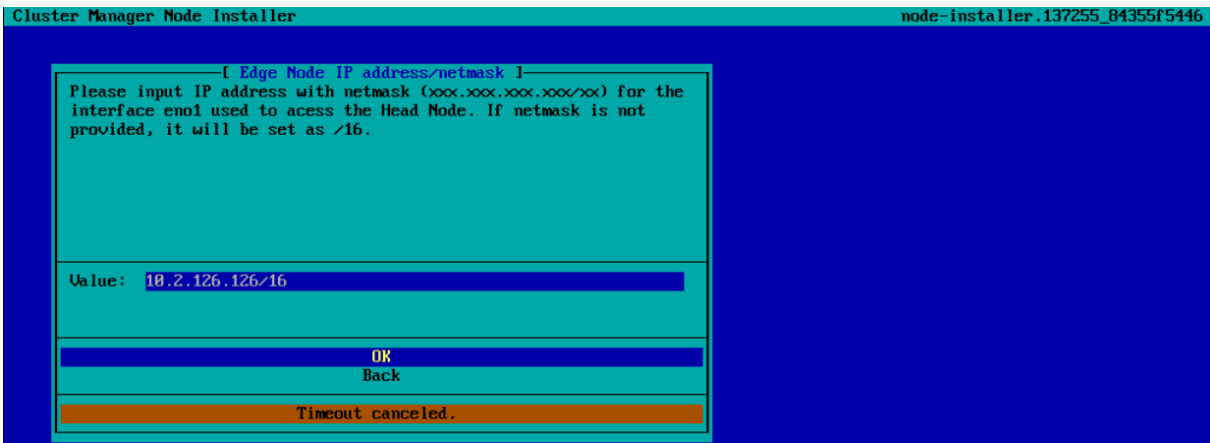 Cluster Manager Node Installer
node-installer.137255_84355f5446
[ Edge Node IP address/netmask ]
Please input IP address with netmask (xxx.xxx.xxx.xxx/xx) for the
interface eno1 used to acess the Head Node. If netmask is not
provided, it will be set as /16.
Value: 10.2.126.126/16
OK
Back
Timeout canceled.